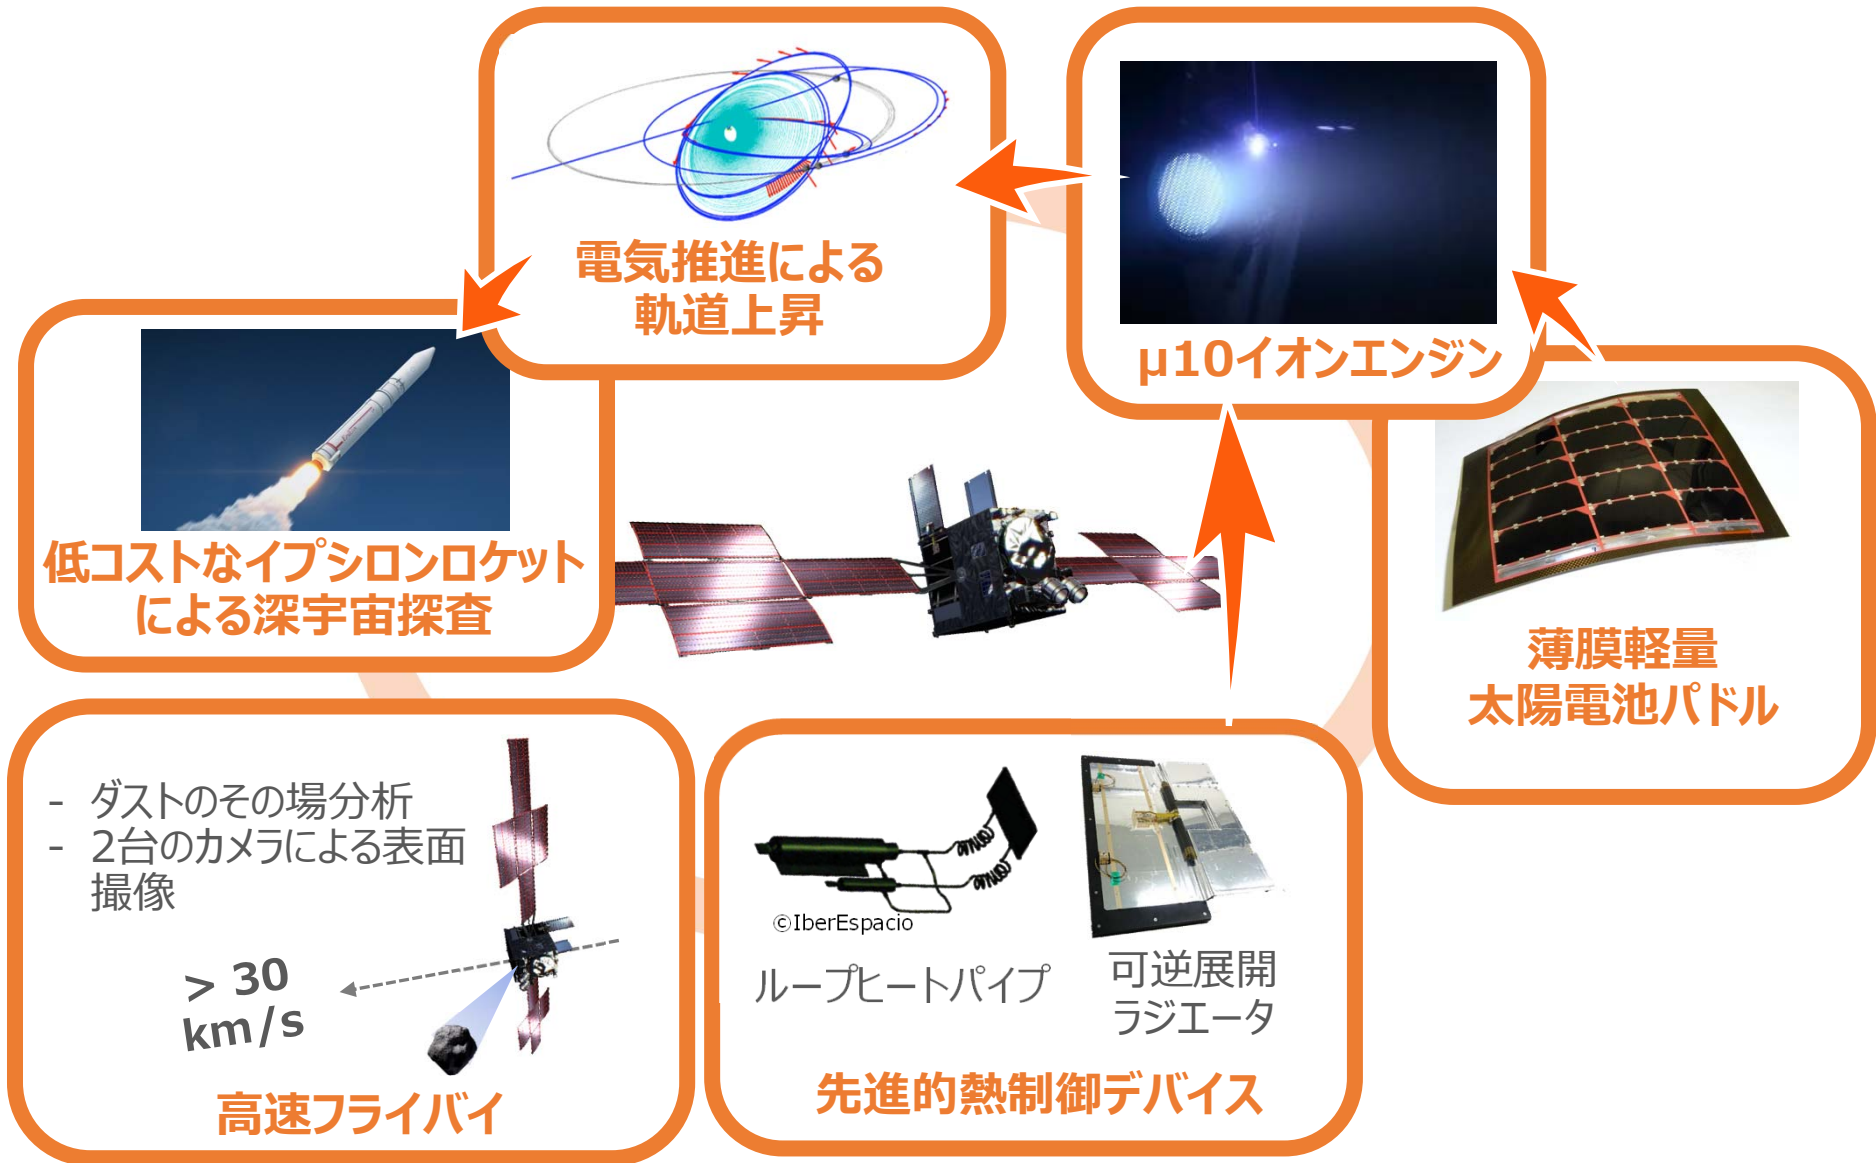 電気推進による
軌道上昇
μ10イオンエンジン
低コストなイプシロンロケット
による深宇宙探査
薄膜軽量
太陽電池パドル
- ダストのその場分析
- 2台のカメラによる表面
撮像
> 30
km/s
高速フライバイ
©IberEspacio
ループヒートパイプ
可逆展開
ラジエータ
先進的熱制御デバイス